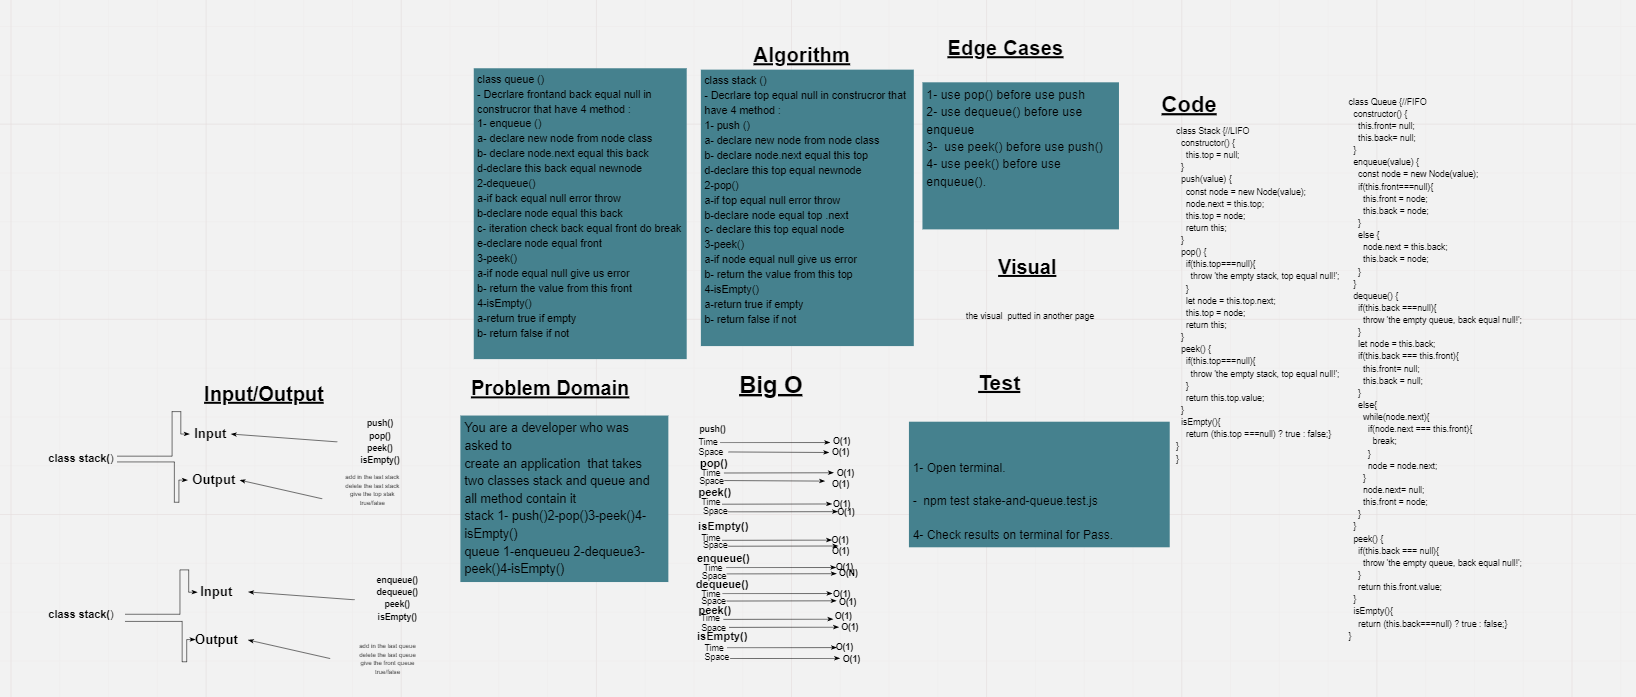 Algorithm
class queue ()
- Decrlare frontand back equal null in
construcror that have 4 method :
1- enqueue ()
a- declare new node from node class
b- declare node.next equal this back
d-declare this back equal newnode
2-dequeue()
a-if back equal null error throw
b-declare node equal this back
c- iteration check back equal front do break
e-declare node equal front
3-peek()
a-if node equal null give us error
b- return the value from this front
4-isEmpty()
a-return true if empty
b- return false if not
class stack ()
- Decrlare top equal null in construcror that
have 4 method :
1- push ()
a- declare new node from node class
b- declare node.next equal this top
d-declare this top equal newnode
2-pop()
a-if top equal null error throw
b-declare node equal top .next
c- declare this top equal node
3-peek()
a-if node equal null give us error
b- return the value from this top
4-isEmpty()
a-return true if empty
b- return false if not
Edge Cases
1- use pop() before use push
2- use dequeue() before use
enqueue
3-  use peek() before use push()
4- use peek() before use
enqueue().
Visual
the visual  putted in another page
Code
class Stack {//LIFO
constructor() {
this.top = null;
}
push(value) {
const node = new Node(value);
node.next = this.top;
this.top = node;
return this;
}
pop() {
if(this.top===null){
throw 'the empty stack, top equal null!';
}
let node = this.top.next;
this.top = node;
return this;
}
peek() {
if(this.top===null){
throw 'the empty stack, top equal null!';
}
return this.top.value;
}
isEmpty(){
return (this.top ===null) ? true : false;}
}
}
class Queue {//FIFO
constructor() {
this.front= null;
this.back= null;
}
enqueue(value) {
const node = new Node(value);
if(this.front===null){
this.front = node;
this.back = node;
}
else {
node.next = this.back;
this.back = node;
}
}
dequeue() {
if(this.back ===null){
throw 'the empty queue, back equal null!';
}
let node = this.back;
if(this.back === this.front){
this.front= null;
this.back = null;
}
else{
while(node.next){
if(node.next === this.front){
break;
}
node = node.next;
}
node.next= null;
this.front = node;
}
}
peek() {
if(this.back === null){
throw 'the empty queue, back equal null!';
}
return this.front.value;
}
isEmpty(){
return (this.back===null) ? true : false;}
}
Input/Output
class stack()
Input
push()
pop()
peek()
isEmpty()
Output
add in the last stack
delete the last stack
give the top stak
true/false
class stack()
Input
enqueue()
dequeue()
peek()
isEmpty()
Output
add in the last queue
delete the last queue
give the front queue
true/false
Problem Domain
You are a developer who was
asked to
create an application  that takes
two classes stack and queue and
all method contain it
stack 1- push()2-pop()3-peek()4-
isEmpty()
queue 1-enqueueu 2-dequeue3-
peek()4-isEmpty()
Big O
push()
Time O(1)
Space O(1)
pop()
Time O(1)
Space O(1)
peek()
Time O(1)
Space O(1)
isEmpty()
Time O(1)
Space O(1)
enqueue()
Time O(1)
Space O(N)
dequeue()
Time O(1)
Space O(1)
peek()
Time O(1)
Space O(1)
isEmpty()
Time O(1)
Space O(1)
Test
1- Open terminal.
-  npm test stake-and-queue.test.js
4- Check results on terminal for Pass.